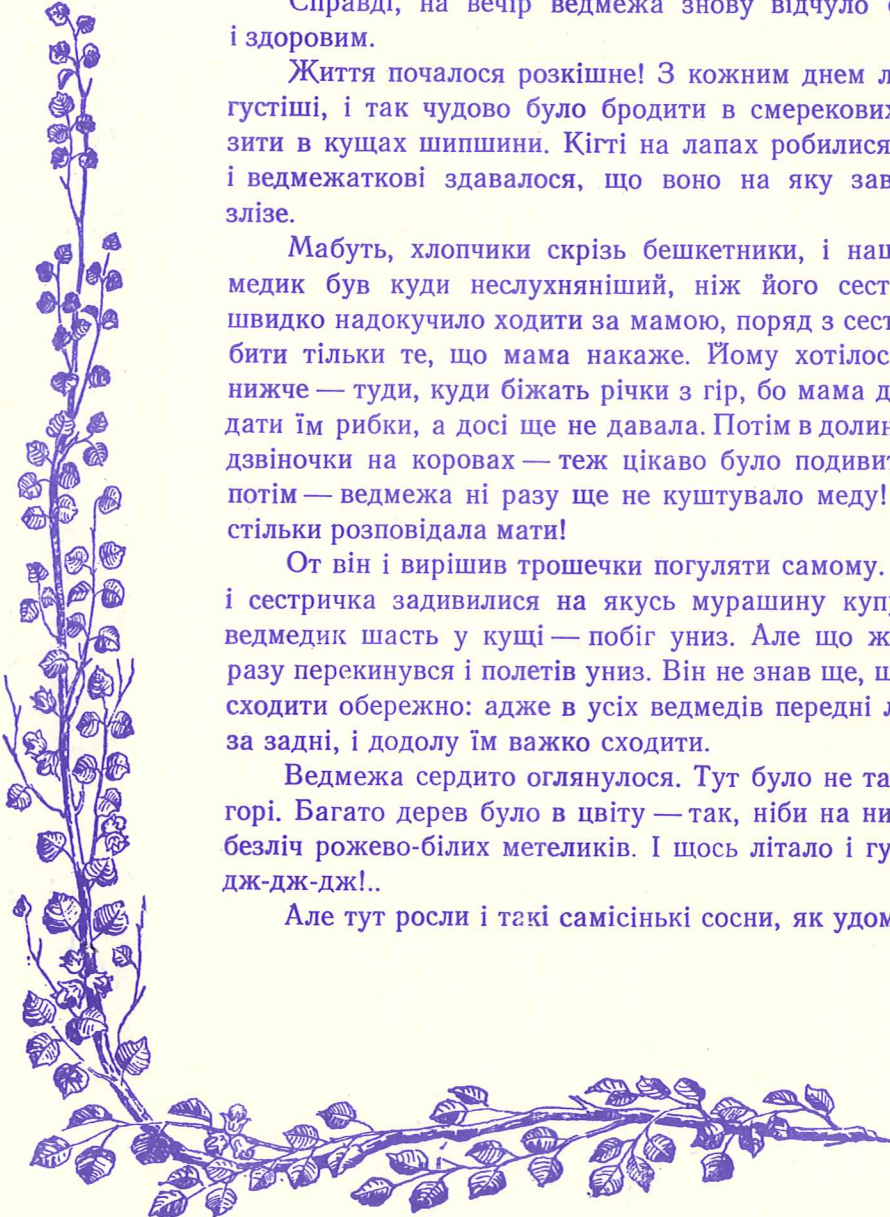 Справді, на вечір ведмежа знову відчуло
і здоровим.
Життя почалося розкішне! З кожним днем
густіші, і так чудово було бродити в смерекових
зити в кущах шипшини. Кігті на лапах робилися
і ведмежаткові здавалося, що воно на яку зав
злізе.
Мабуть, хлопчики скрізь бешкетники, і наш
медик був куди неслухняніший, ніж його сест
швидко надокучило ходити за мамою, поряд з сест
бити тільки те, що мама накаже. Йому хотілос
нижче — туди, куди біжать річки з гір, бо мама д
дати їм рибки, а досі ще не давала. Потім в долин
дзвіночки на коровах — теж цікаво було подиви
потім — ведмежа ні разу ще не куштувало меду!
стільки розповідала мати!
От він і вирішив трошечки погуляти самому.
і сестричка задивилися на якусь мурашину куп
ведмедик шасть у кущі — побіг униз. Але що ж
разу перекинувся і полетів униз. Він не знав ще,
сходити обережно: адже в усіх ведмедів передні
за задні, і додолу їм важко сходити.
Ведмежа сердито оглянулося. Тут було не та
горі. Багато дерев було в цвіту — так, ніби на ни
безліч рожево-білих метеликів. І щось літало і гу
дж-дж-дж!..
Але тут росли і такі самісінькі сосни, як удом